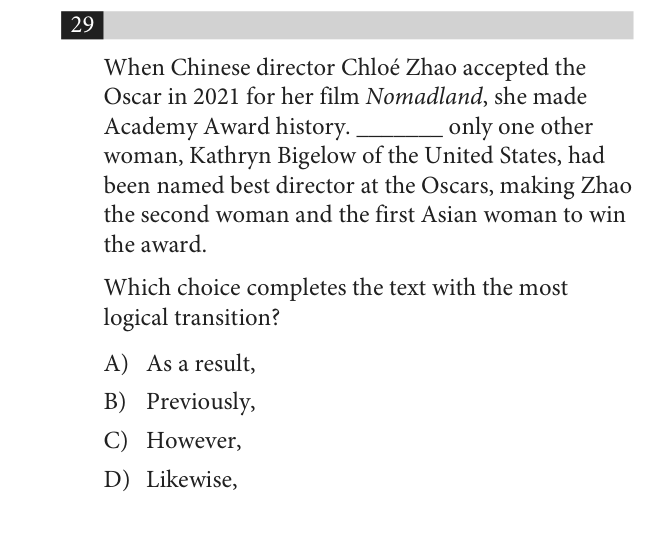 29
When Chinese director Chloé Zhao accepted the
Oscar in 2021 for her film Nomadland, she made
Academy Award history. _______ only one other
woman, Kathryn Bigelow of the United States, had
been named best director at the Oscars, making Zhao
the second woman and the first Asian woman to win
the award.
Which choice completes the text with the most
logical transition?
A) As a result,
B) Previously,
C) However,
D) Likewise,